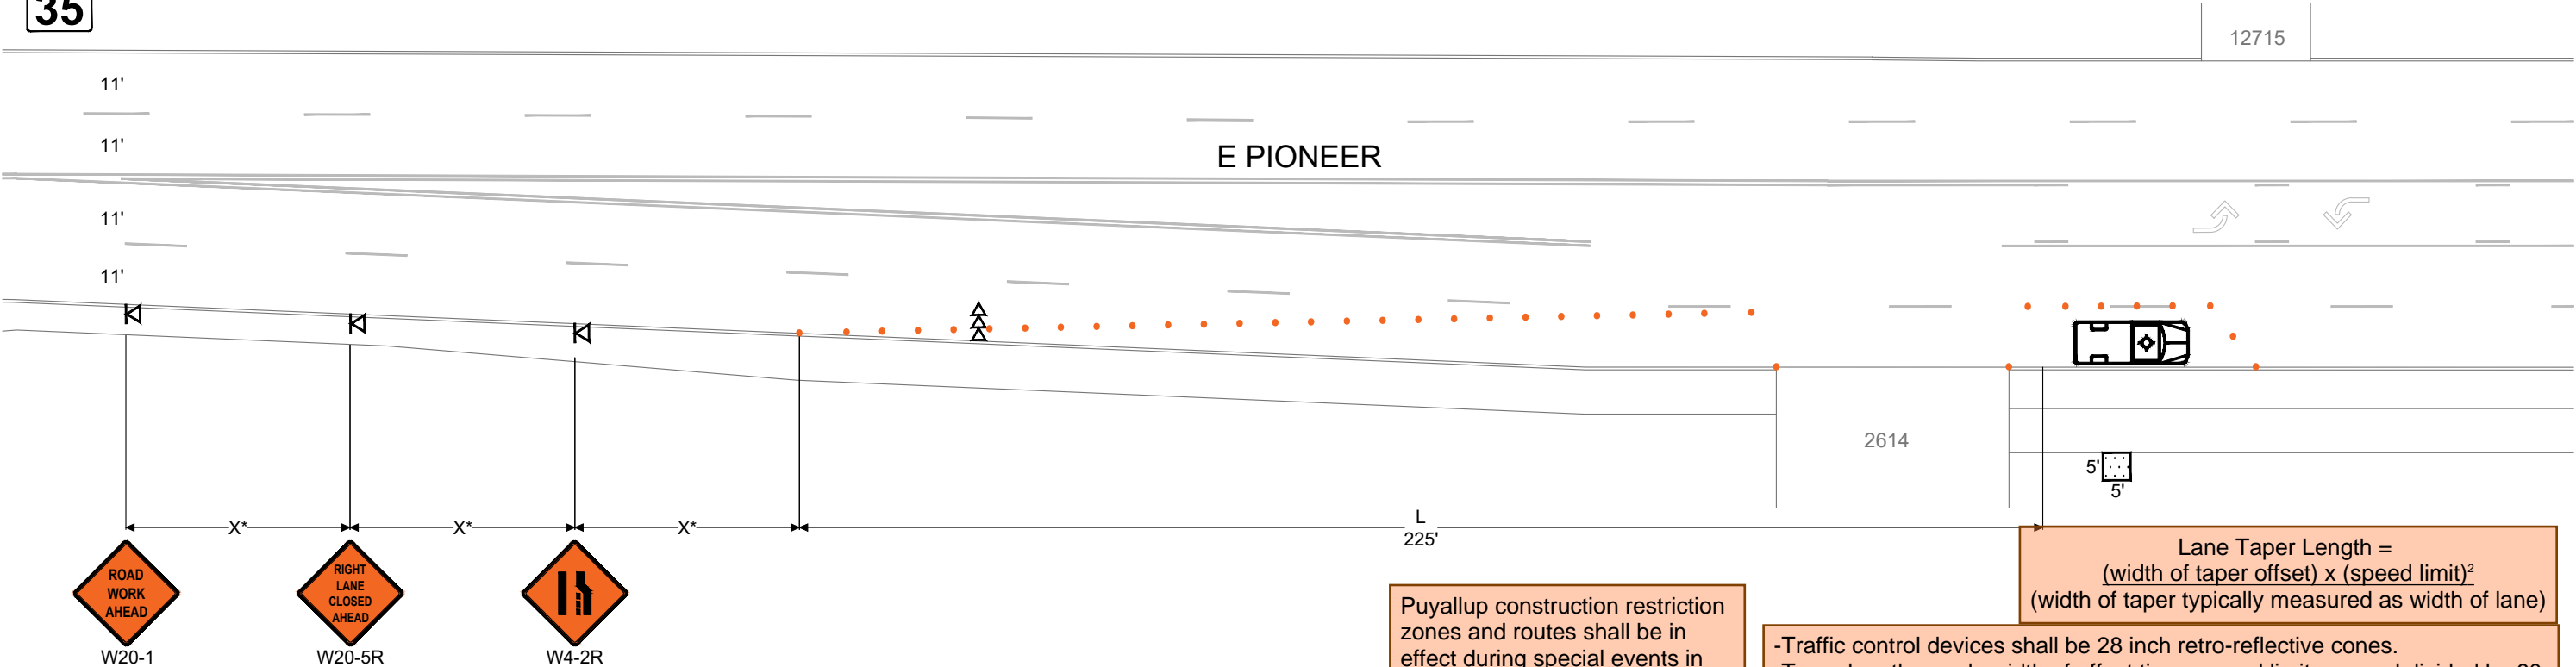 35
12715
11'
11'
E PIONEER
11'
11'
2614
5'
5'
X*
X*
X*
L
225'
ROAD
WORK
AHEAD
RIGHT
LANE
CLOSED
AHEAD
W20-1
W20-5R
W4-2R
Lane Taper Length =
(width of taper offset) x (speed limit)²
(width of taper typically measured as width of lane)
Puyallup construction restriction
zones and routes shall be in
effect during special events in
-Traffic control devices shall be 28 inch retro-reflective cones.